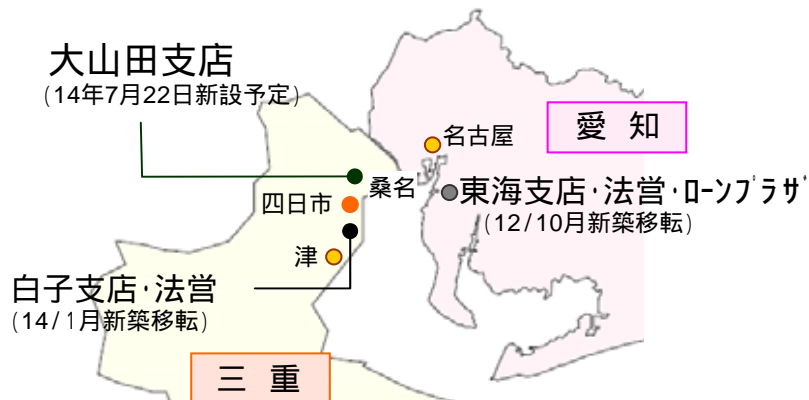 大山田支店
(14年7月22日新設予定)
名古屋
愛 知
桑名
東海支店・法営・ローンプラザ
(12/10月新築移転)
四日市
津
白子支店・法営
(14/1月新築移転)
三 重